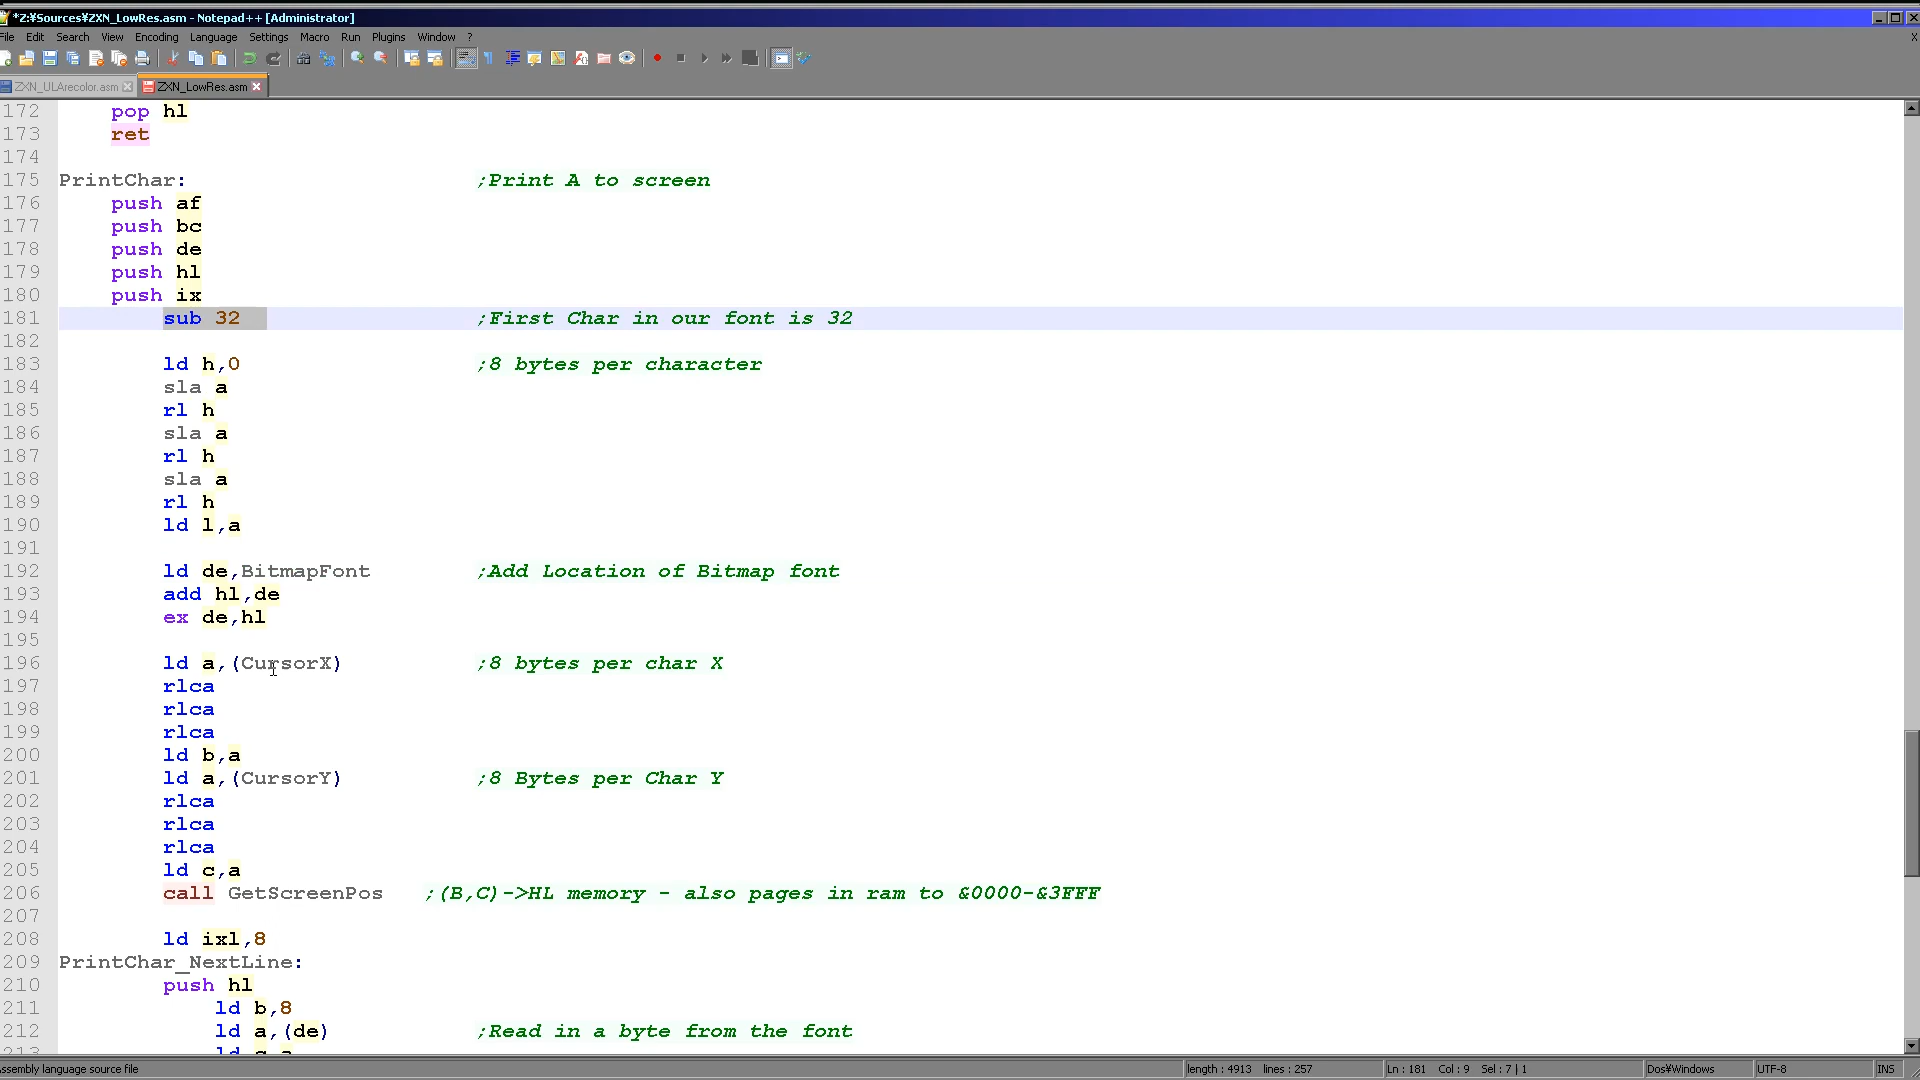 *Z:¥Sources¥ZXN_LowRes.asm - Notepad++ [Administrator]
File Edit Search View Encoding Language Settings Macro Run Plugins Window ? X
ZXN_ULArecolor.asm ZXN_LowRes.asm
172 pop hl
173 ret
174
175 PrintChar: ;Print A to screen
176 push af
177 push bc
178 push de
179 push hl
180 push ix
181 sub 32 ;First Char in our font is 32
182
183 ld h,0 ;8 bytes per character
184 sla a
185 rl h
186 sla a
187 rl h
188 sla a
189 rl h
190 ld l,a
191
192 ld de,BitmapFont ;Add Location of Bitmap font
193 add hl,de
194 ex de,hl
195
196 ld a,(CursorX) ;8 bytes per char X
197 rlca
198 rlca
199 rlca
200 ld b,a
201 ld a,(CursorY) ;8 Bytes per Char Y
202 rlca
203 rlca
204 rlca
205 ld c,a
206 call GetScreenPos ;(B,C)->HL memory - also pages in ram to &0000-&3FFF
207
208 ld ixl,8
209 PrintChar_NextLine:
210 push hl
211 ld b,8
212 ld a,(de) ;Read in a byte from the font
213 ld c,a
ssembly language source file length : 4913 lines : 257 Ln : 181 Col : 9 Sel : 7 | 1 Dos¥Windows UTF-8 INS